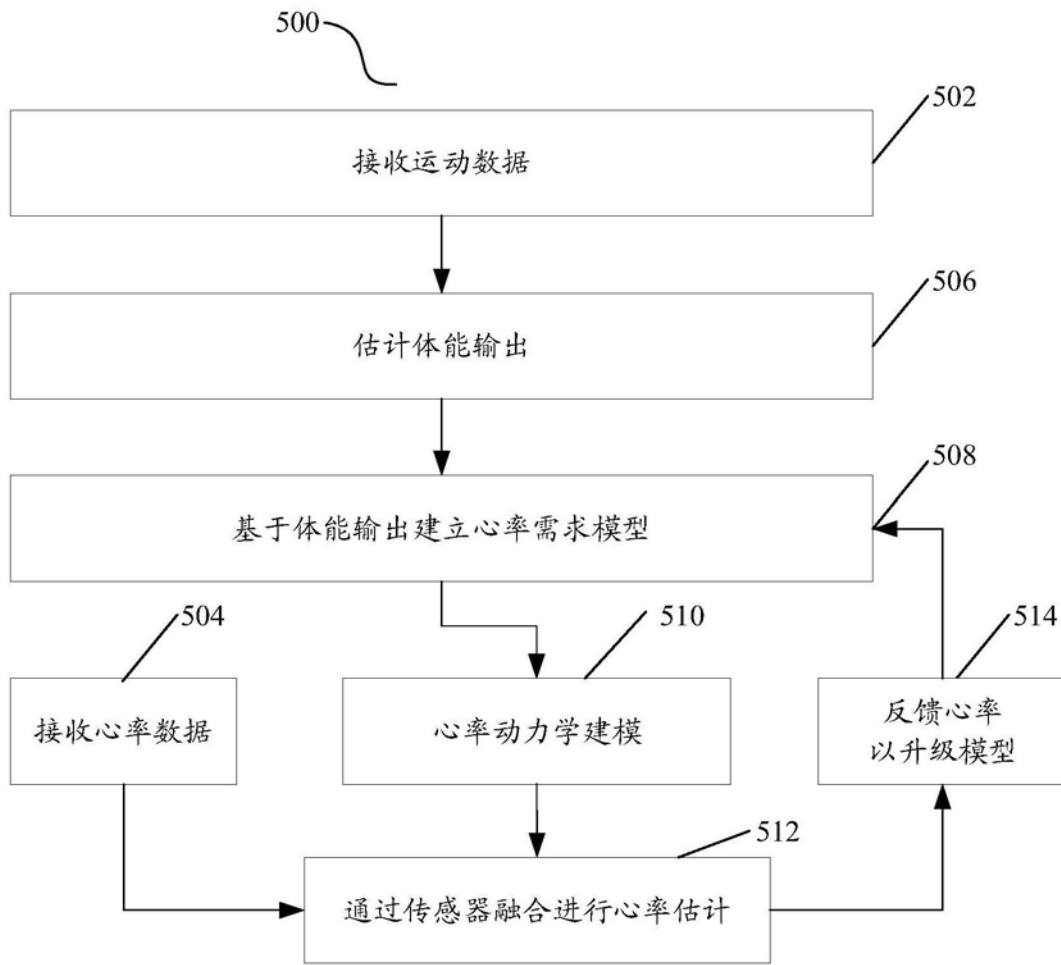 500
502
接收运动数据
506
估计体能输出
508
基于体能输出建立心率需求模型
504
510
514
接收心率数据
心率动力学建模
反馈心率
以升级模型
512
通过传感器融合进行心率估计